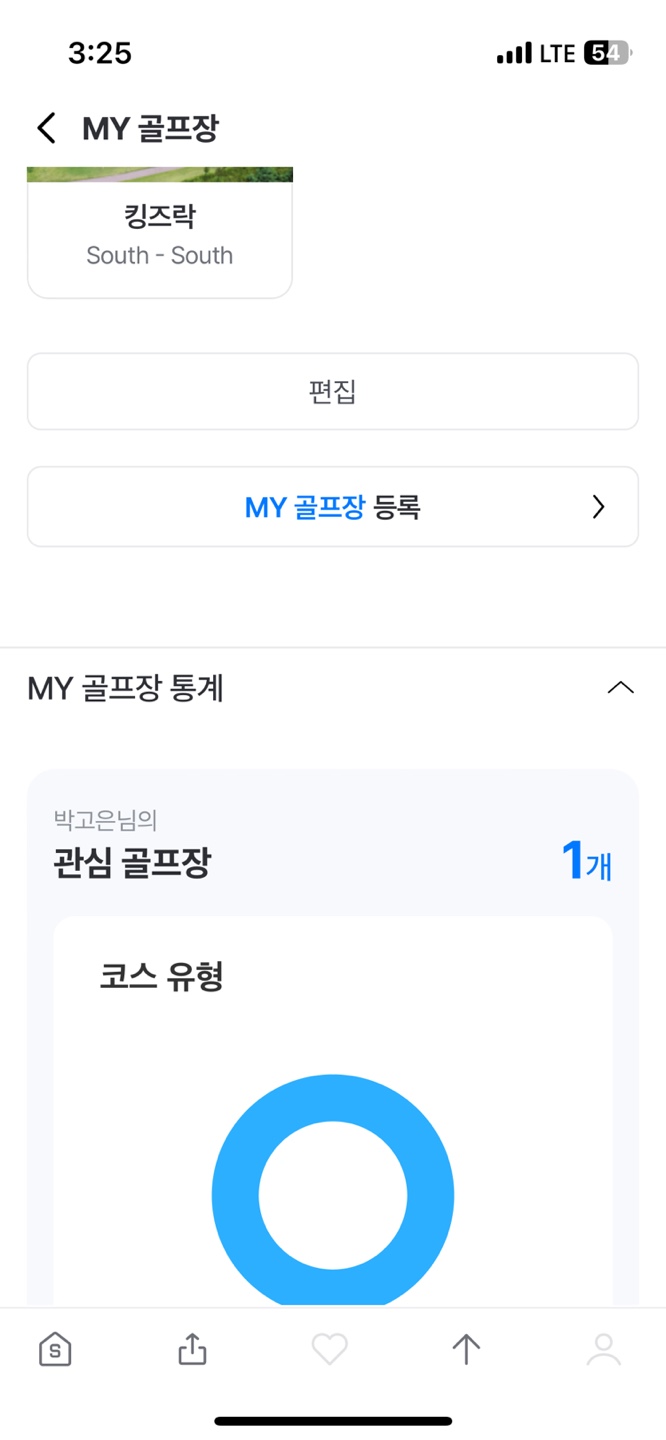 3:25
LTE 54
MY 골프장
킹즈락
South - South
편집
MY 골프장 등록
MY 골프장 통계
박고은님의
관심 골프장
1개
코스 유형
S